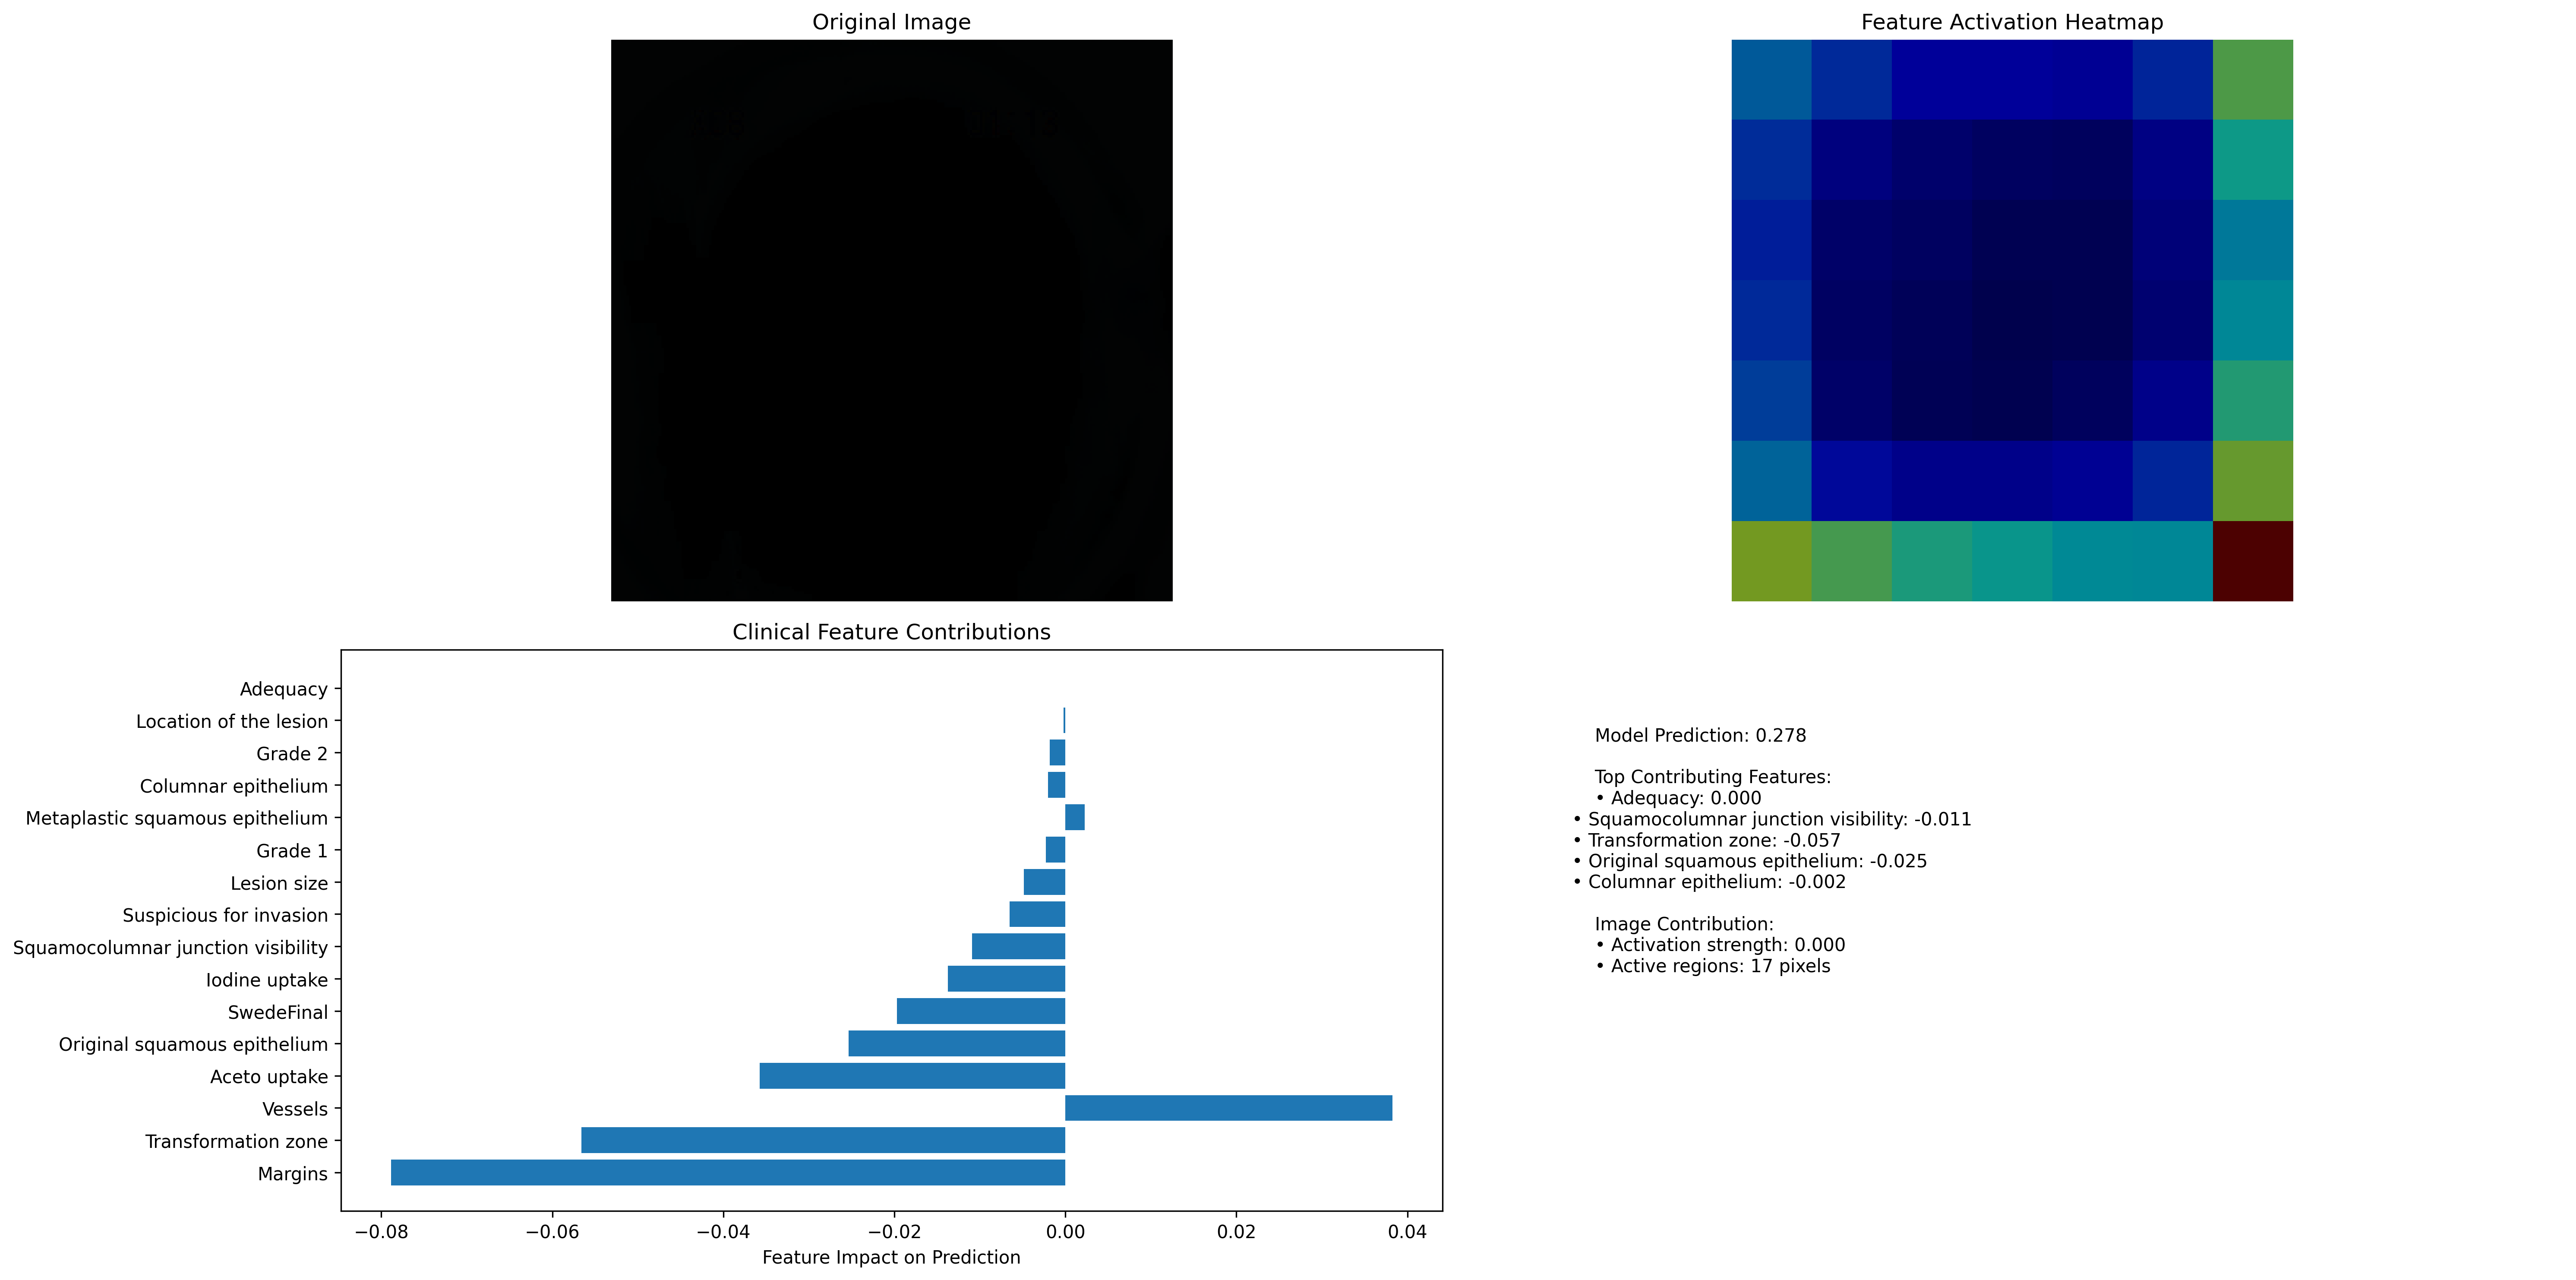 Original Image
Feature Activation Heatmap
Clinical Feature Contributions
Adequacy
Location of the lesion
Grade 2
Columnar epithelium
Metaplastic squamous epithelium
Grade 1
Lesion size
Suspicious for invasion
Squamocolumnar junction visibility
Iodine uptake
SwedeFinal
Original squamous epithelium
Aceto uptake
Vessels
Transformation zone
Margins
−0.08 −0.06 −0.04 −0.02 0.00 0.02 0.04
Feature Impact on Prediction
Model Prediction: 0.278
Top Contributing Features:
• Adequacy: 0.000
• Squamocolumnar junction visibility: -0.011
• Transformation zone: -0.057
• Original squamous epithelium: -0.025
• Columnar epithelium: -0.002
Image Contribution:
• Activation strength: 0.000
• Active regions: 17 pixels